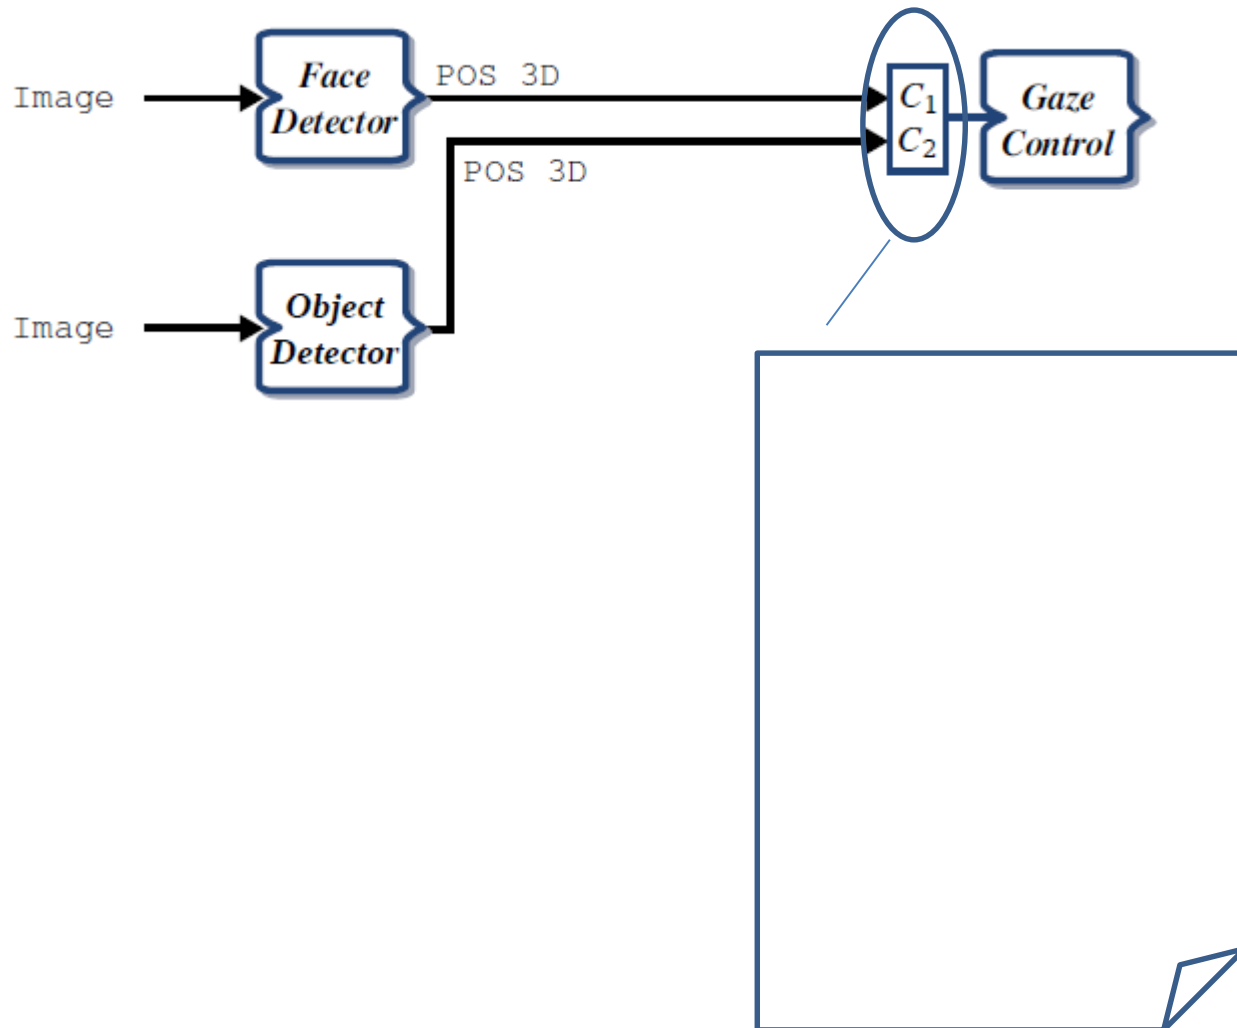 Image
Face
Detector
POS 3D
C₁
C₂
Gaze
Control
POS 3D
Image
Object
Detector